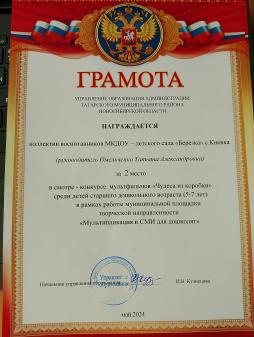 ГРАМОТА
УПРАВЛЕНИЕ ОБРАЗОВАНИЯ АДМИНИСТРАЦИИ
ТАТАРСКОГО МУНИЦИПАЛЬНОГО РАЙОНА
НОВОСИБИРСКОЙ ОБЛАСТИ
НАГРАЖДАЕТСЯ
коллектив воспитанников МКДОУ – детского сада «Березка» с.Киевка
(руководитель Омельченко Татьяна Александровна)
за 2 место
в смотре - конкурсе мультфильмов «Чудеса из коробки»
среди детей старшего дошкольного возраста (5-7 лет)
в рамках работы муниципальной площадки
творческой направленности
«Мультипликация и СМИ для дошколят»
Начальник управления образования И.В. Кузнецова
май 2024